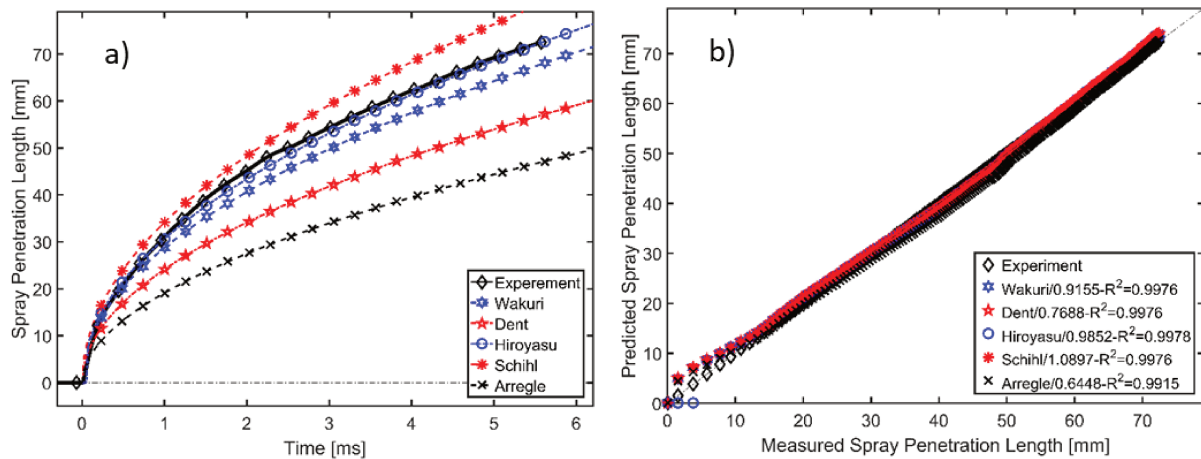 a)
Spray Penetration Length [mm]
70
60
50
40
30
20
10
0
0 1 2 3 4 5 6
Time [ms]
Experement
Wakuri
Dent
Hiroyasu
Schihl
Arregle
b)
Predicted Spray Penetration Length [mm]
70
60
50
40
30
20
10
0
0 10 20 30 40 50 60 70
Measured Spray Penetration Length [mm]
Experiment
Wakuri/0.9155-R²=0.9976
Dent/0.7688-R²=0.9976
Hiroyasu/0.9852-R²=0.9978
Schihl/1.0897-R²=0.9976
Arregle/0.6448-R²=0.9915